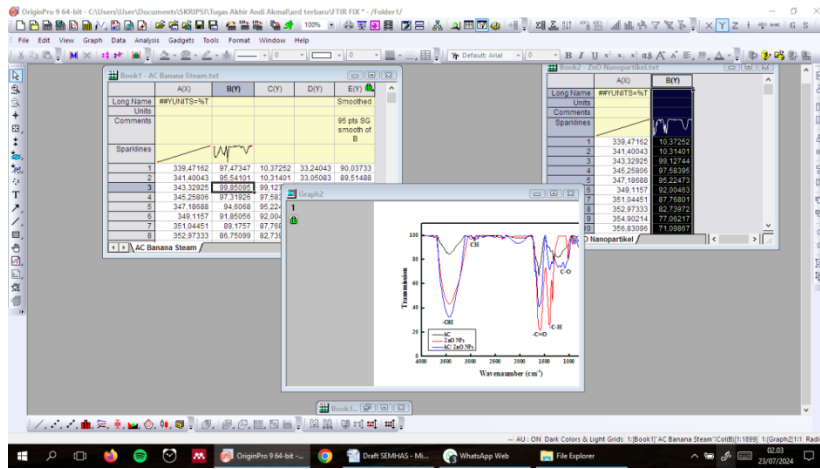 OriginPro 9 64-bit - C:\Users\User\Documents\SKRIPSI\Tugas Akhir Andi Akmal\xrd terbaru\FTIR FIX * - /Folder1/
100%
File Edit View Graph Data Analysis Gadgets Tools Format Window Help
Default: Arial
0
B I U
Book1 - AC Banana Steam.txt
A(X) B(Y) C(Y) D(Y) E(Y)
Long Name ##YUNITS=%T Smoothed
Units
Comments 95 pts SG smooth of B
Sparklines
1 339,47162 97,47347 10,37252 33,24043 90,03733
2 341,40043 95,54101 10,31401 33,05083 89,51488
3 343,32925 99,85095
4 345,25806 97,31926
5 347,18688 94,6068
6 349,1157 91,85056
7 351,04451 89,1757
8 352,97333 86,75099
AC Banana Steam
Book2 - ZnO Nanopartikel.txt
A(X) B(Y)
Long Name ##YUNITS=%T
Units
Comments
Sparklines
1 339,47162 10,37252
2 341,40043 10,31401
3 343,32925 99,12744
4 345,25806 97,58395
5 347,18688 95,22473
6 349,1157 92,00463
7 351,04451 87,76801
8 352,97333 82,73972
9 354,90214 77,06217
10 355,83096 71,09867
Nanopartikel
Graph2
1
100
80
60
40
20
0
Transmission
CH
C-O
-OH
-C=O
-C-H
AC
ZnO NPs
AC/ ZnO NPs
4000 3500 3000 2500 2000 1500 1000
Wavenumber (cm⁻¹)
Book3...
AU : ON Dark Colors & Light Grids 1:[Book1]"AC Banana Steam"!Col(B)[1:1899] 1:[Graph2]1!1 Radi
OriginPro 9 64-bit -...
Draft SEMHAS - Mi...
WhatsApp Web
File Explorer
02.03
23/07/2024